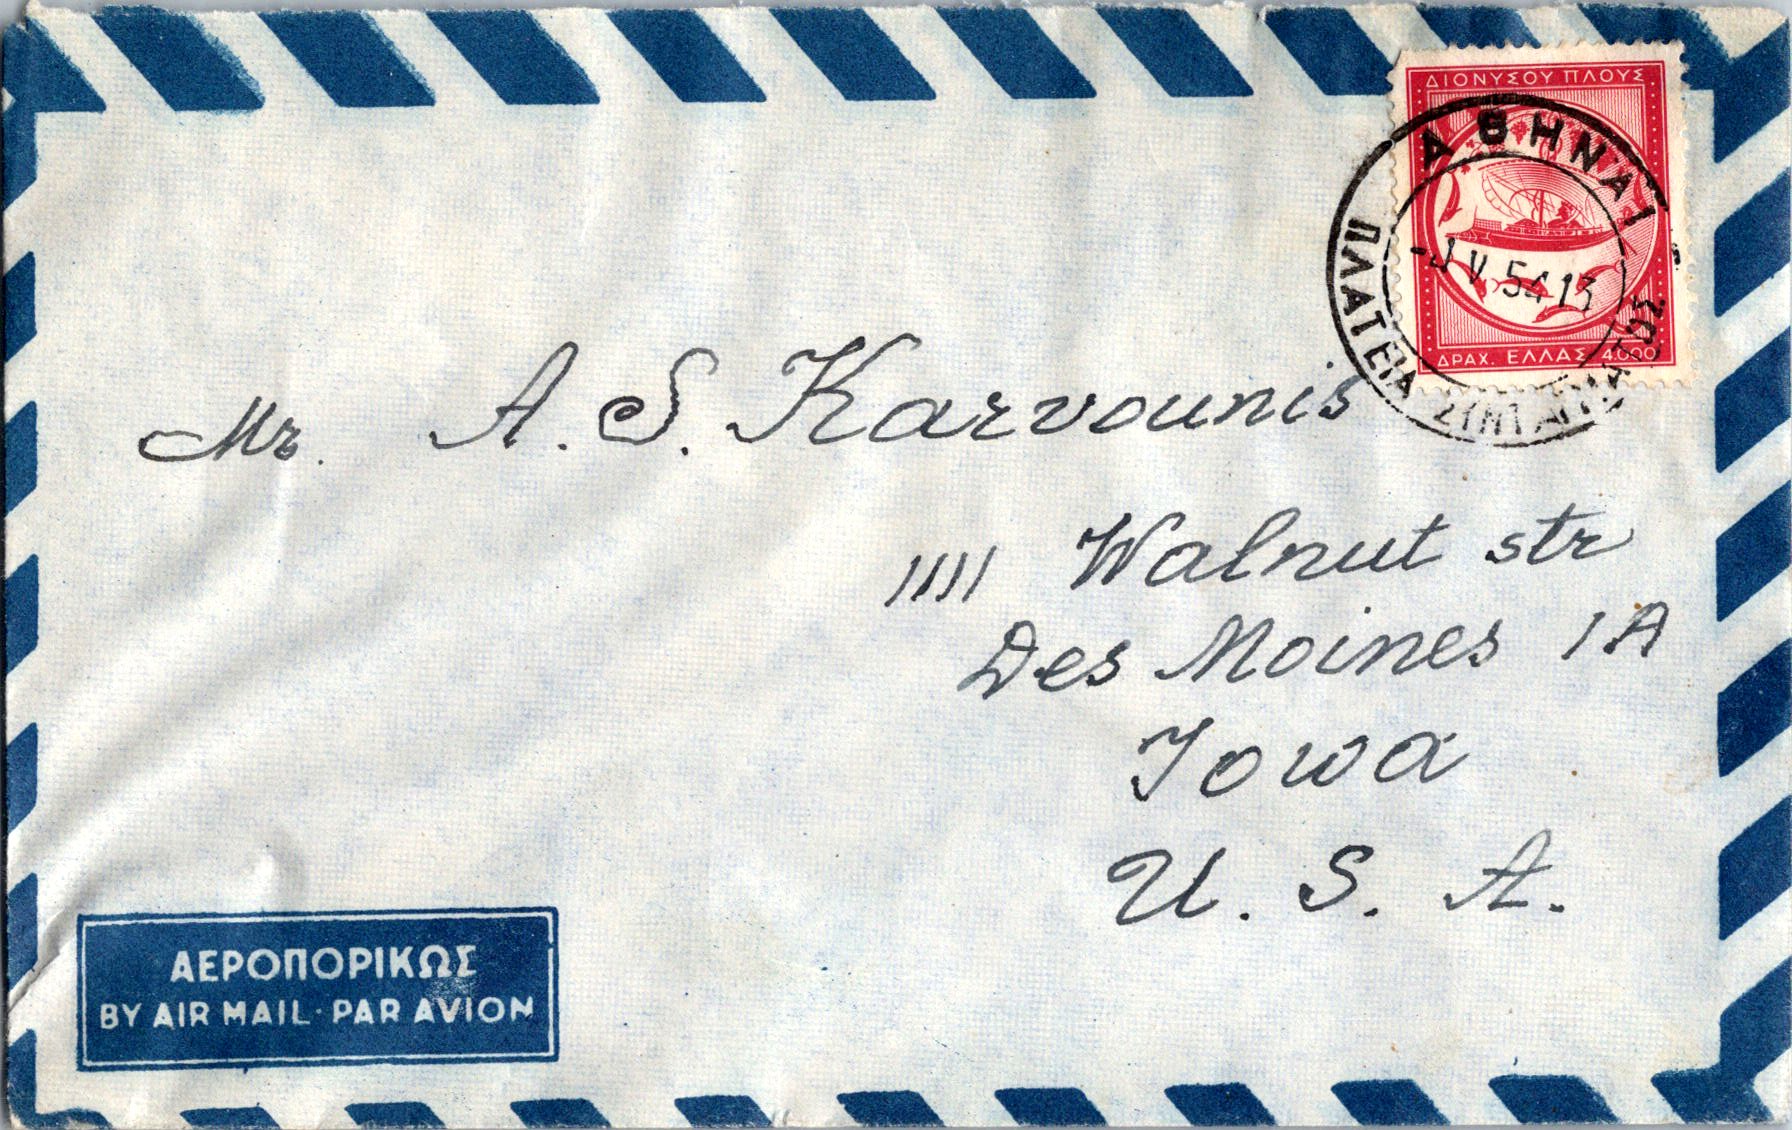 ΔΙΟΝΥΣΟΥ ΠΛΟΥΣ
ΑΘΗΝΑΙ
V 54 13
ΠΛΑΤΕΙΑ ΣΥΝΤΑΓΜΑΤΟΣ
ΔΡΑΧ. ΕΛΛΑΣ 4.000
Mr. A. S. Karvounis
1111 Walnut str
Des Moines IA
Iowa
U. S. A.
ΑΕΡΟΠΟΡΙΚΩΣ
BY AIR MAIL·PAR AVION